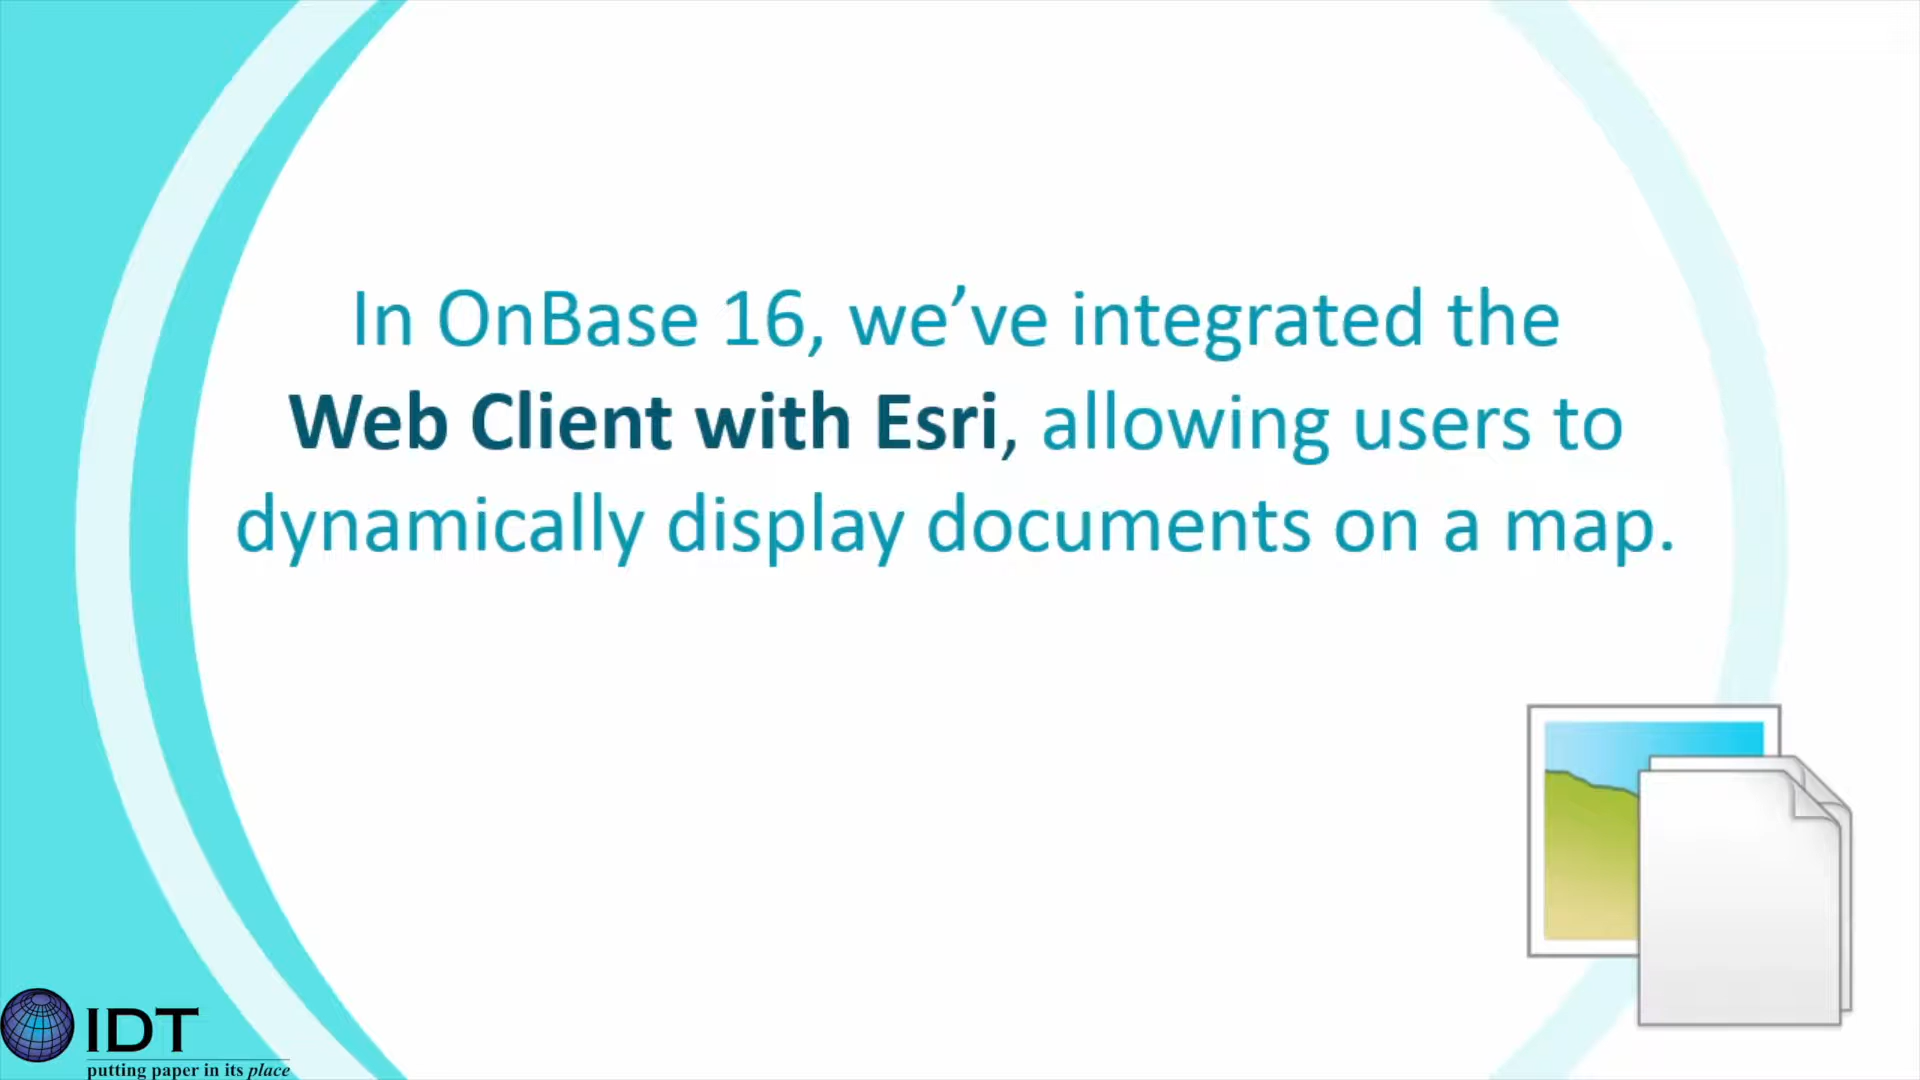 In OnBase 16, we’ve integrated the
Web Client with Esri, allowing users to
dynamically display documents on a map.
IDT
putting paper in its place